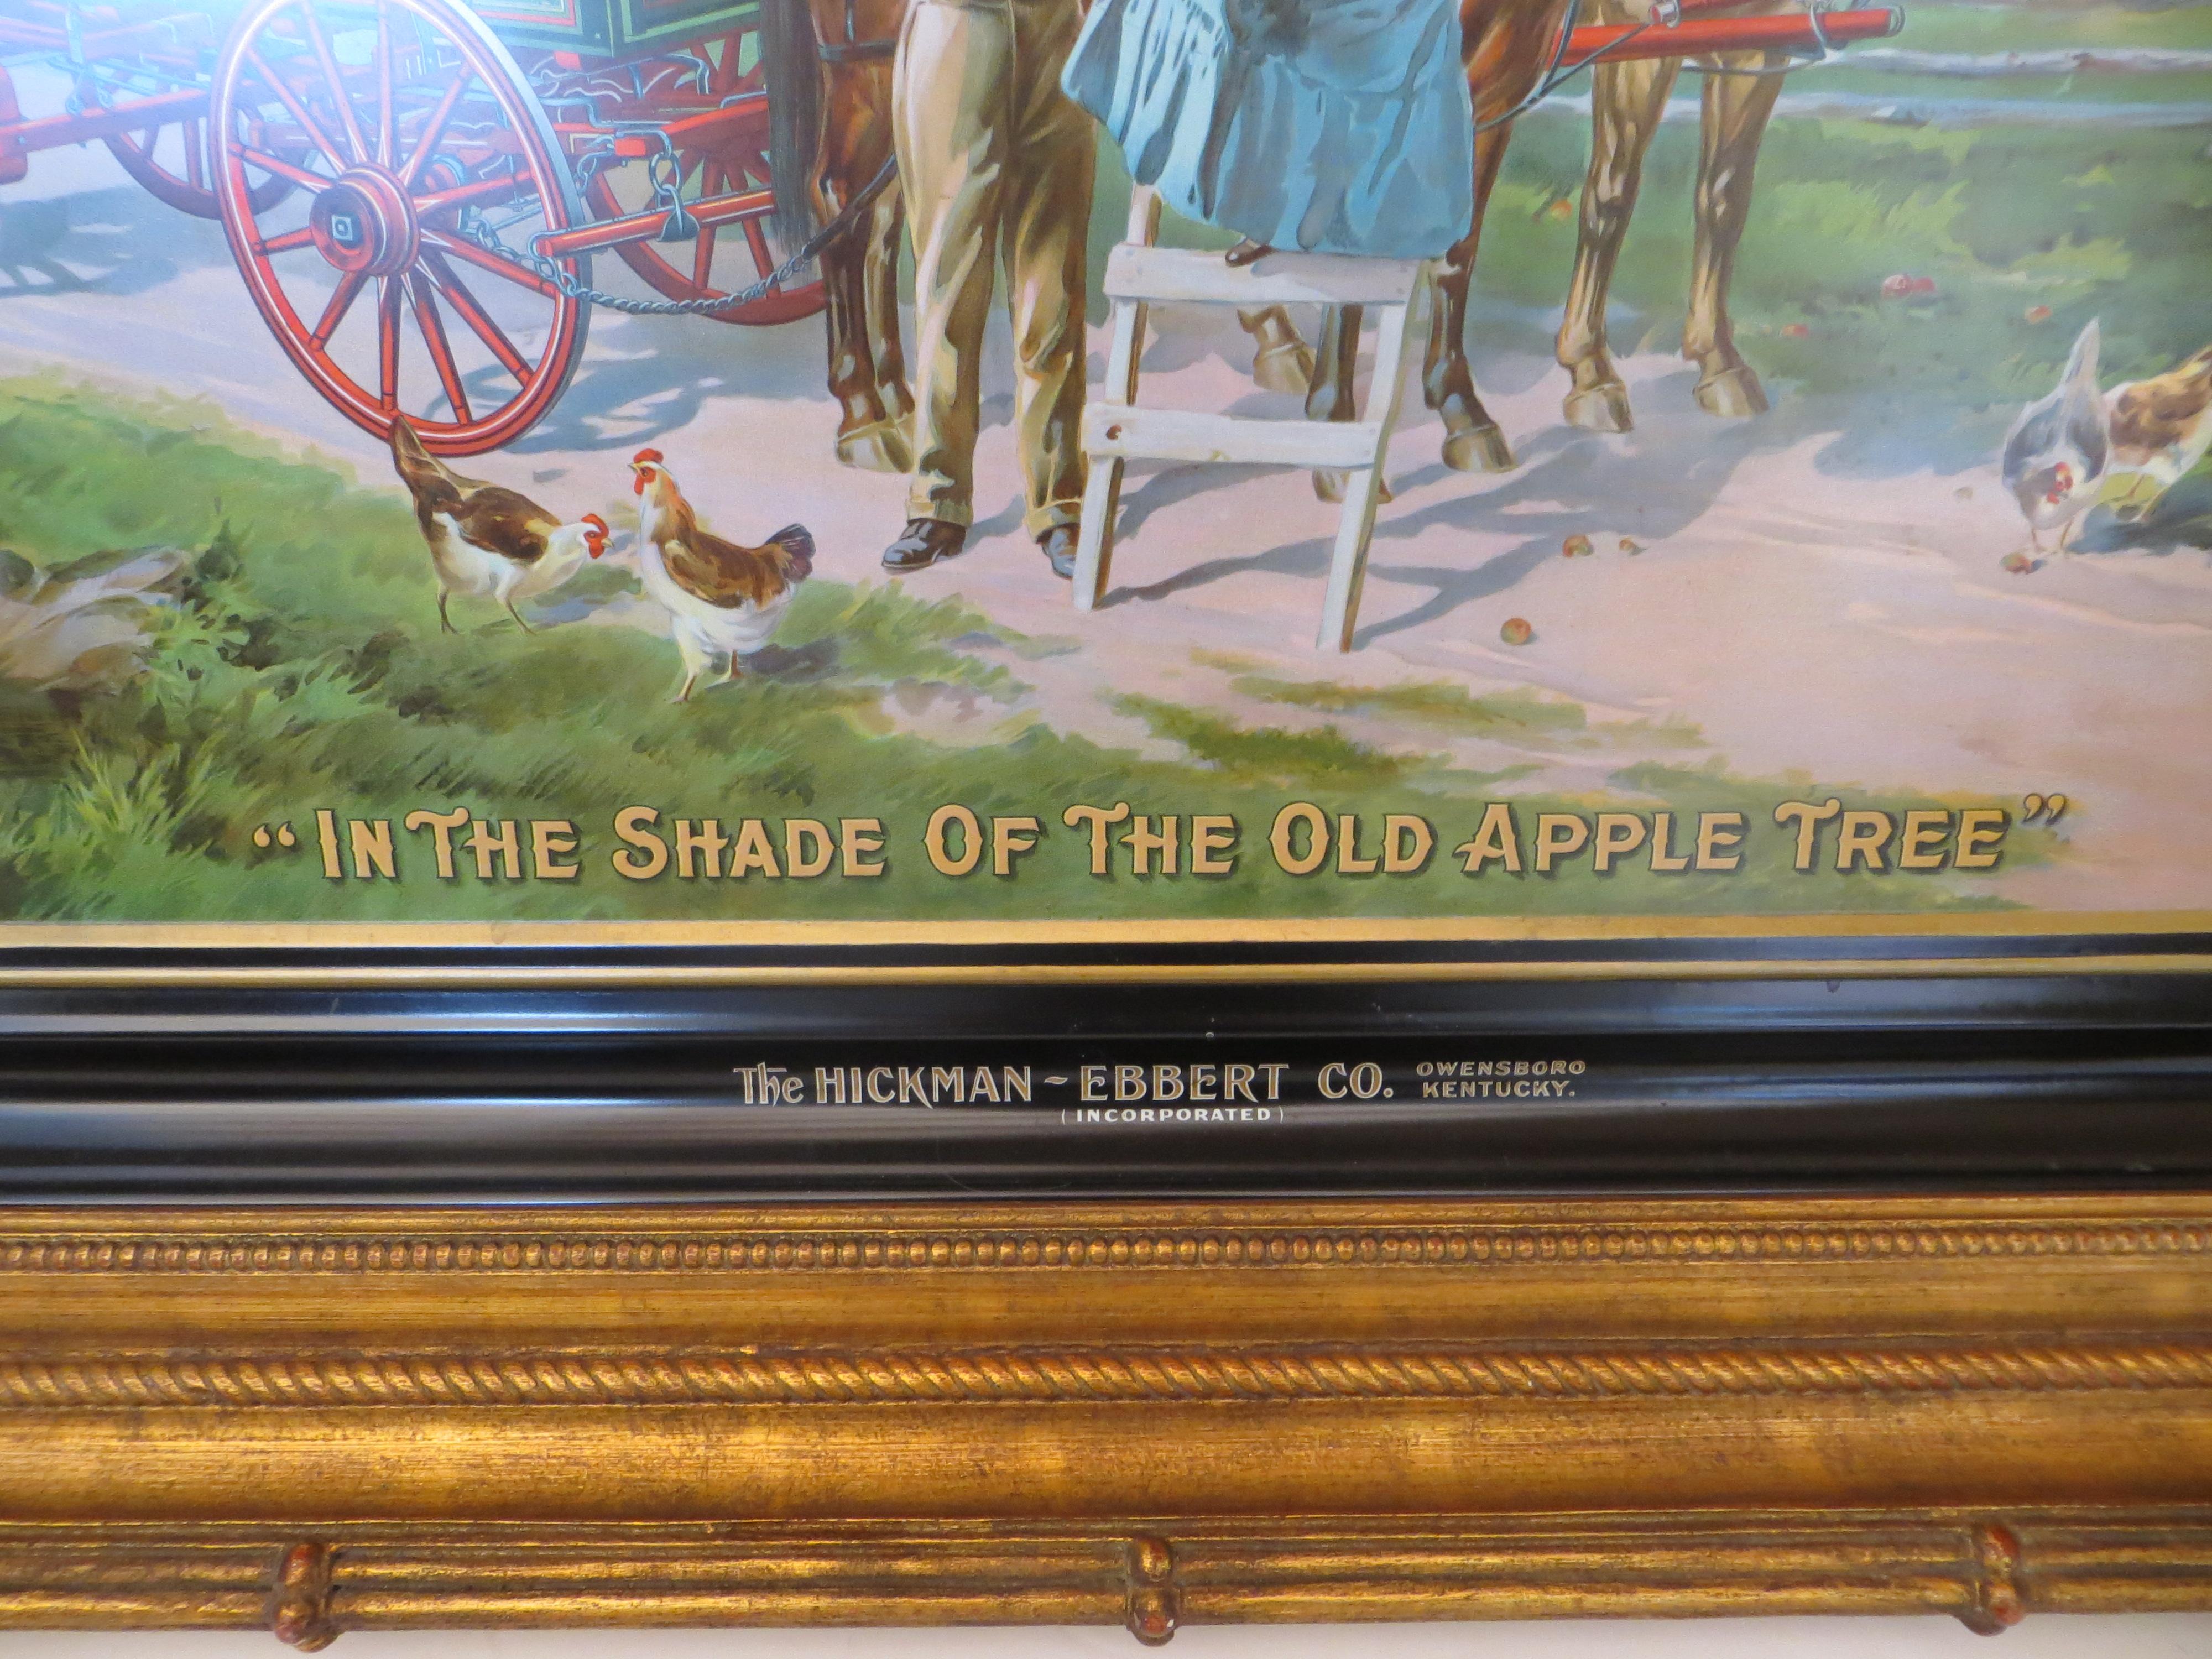 “IN THE SHADE OF THE OLD APPLE TREE”
The HICKMAN ~ EBBERT CO. OWENSBORO KENTUCKY.
(INCORPORATED)